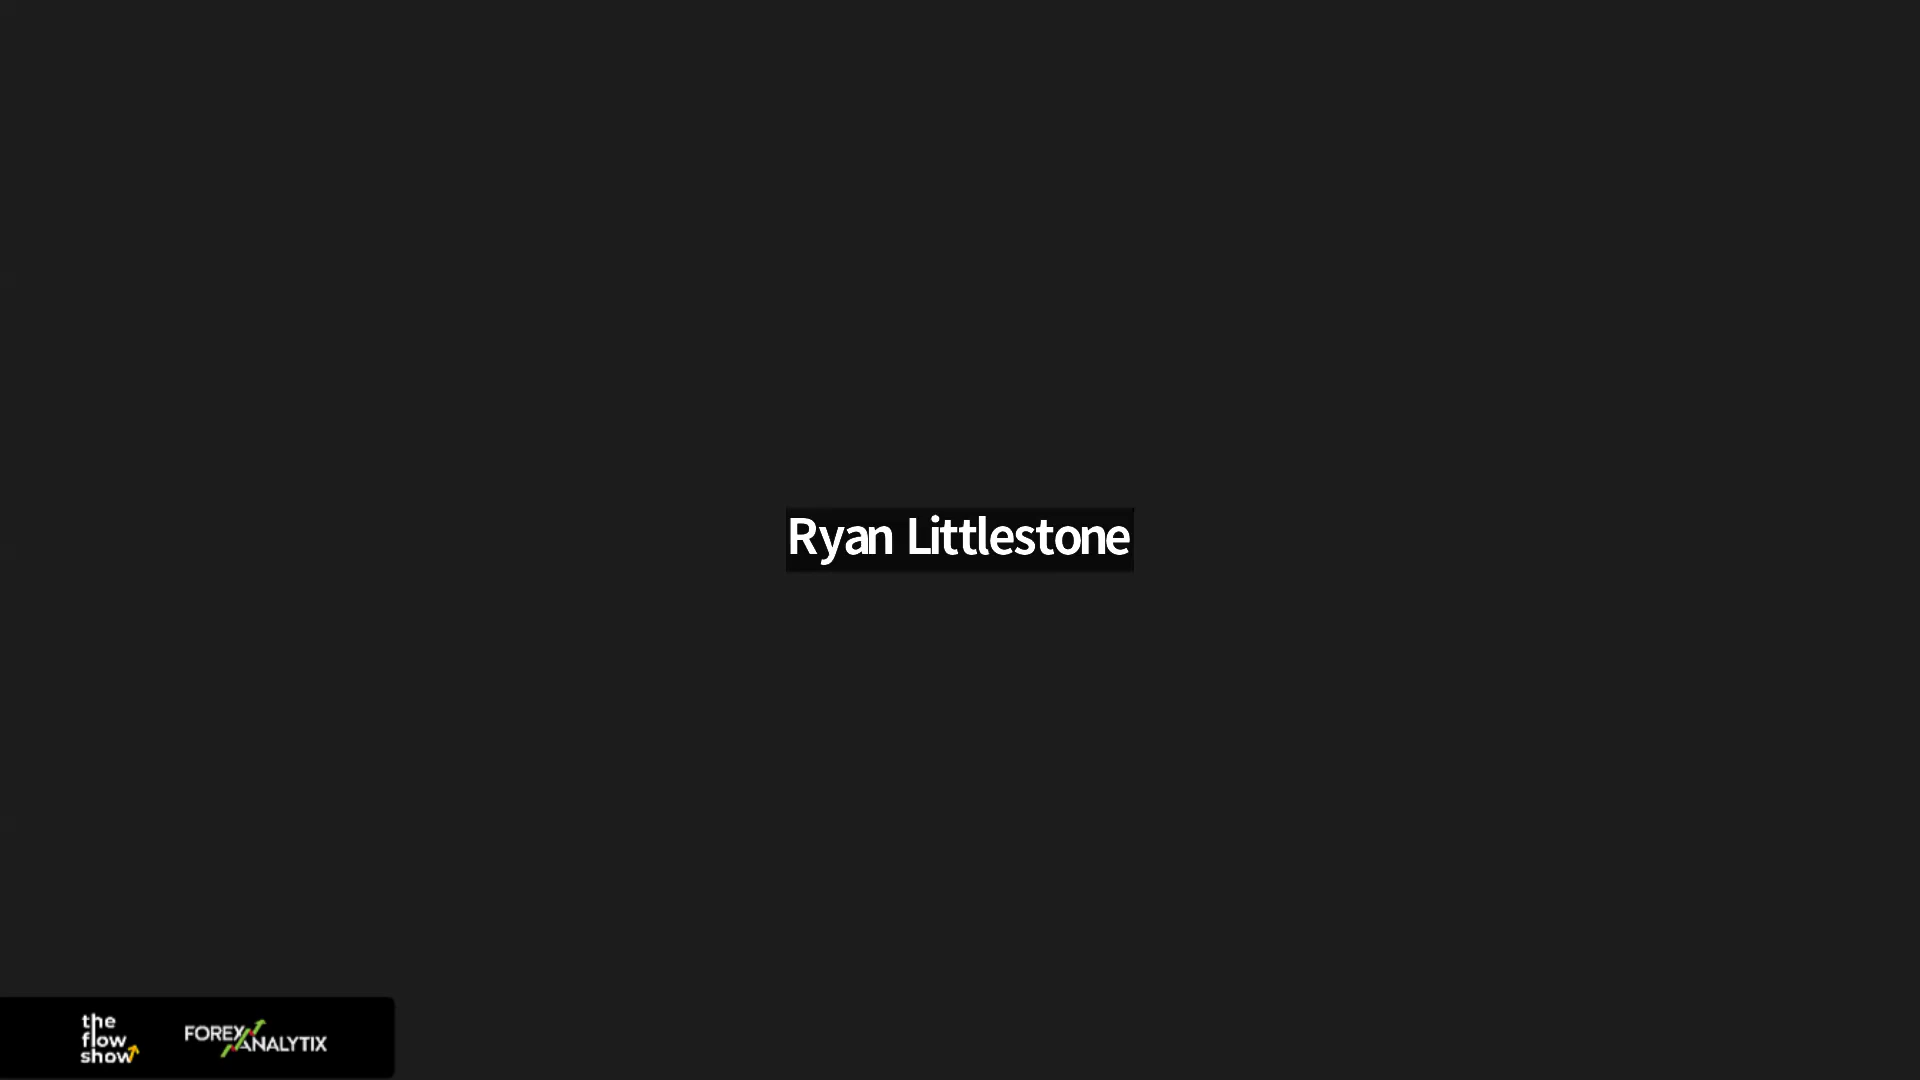 Ryan Littlestone
the
flow
show
FOREX
ANALYTIX